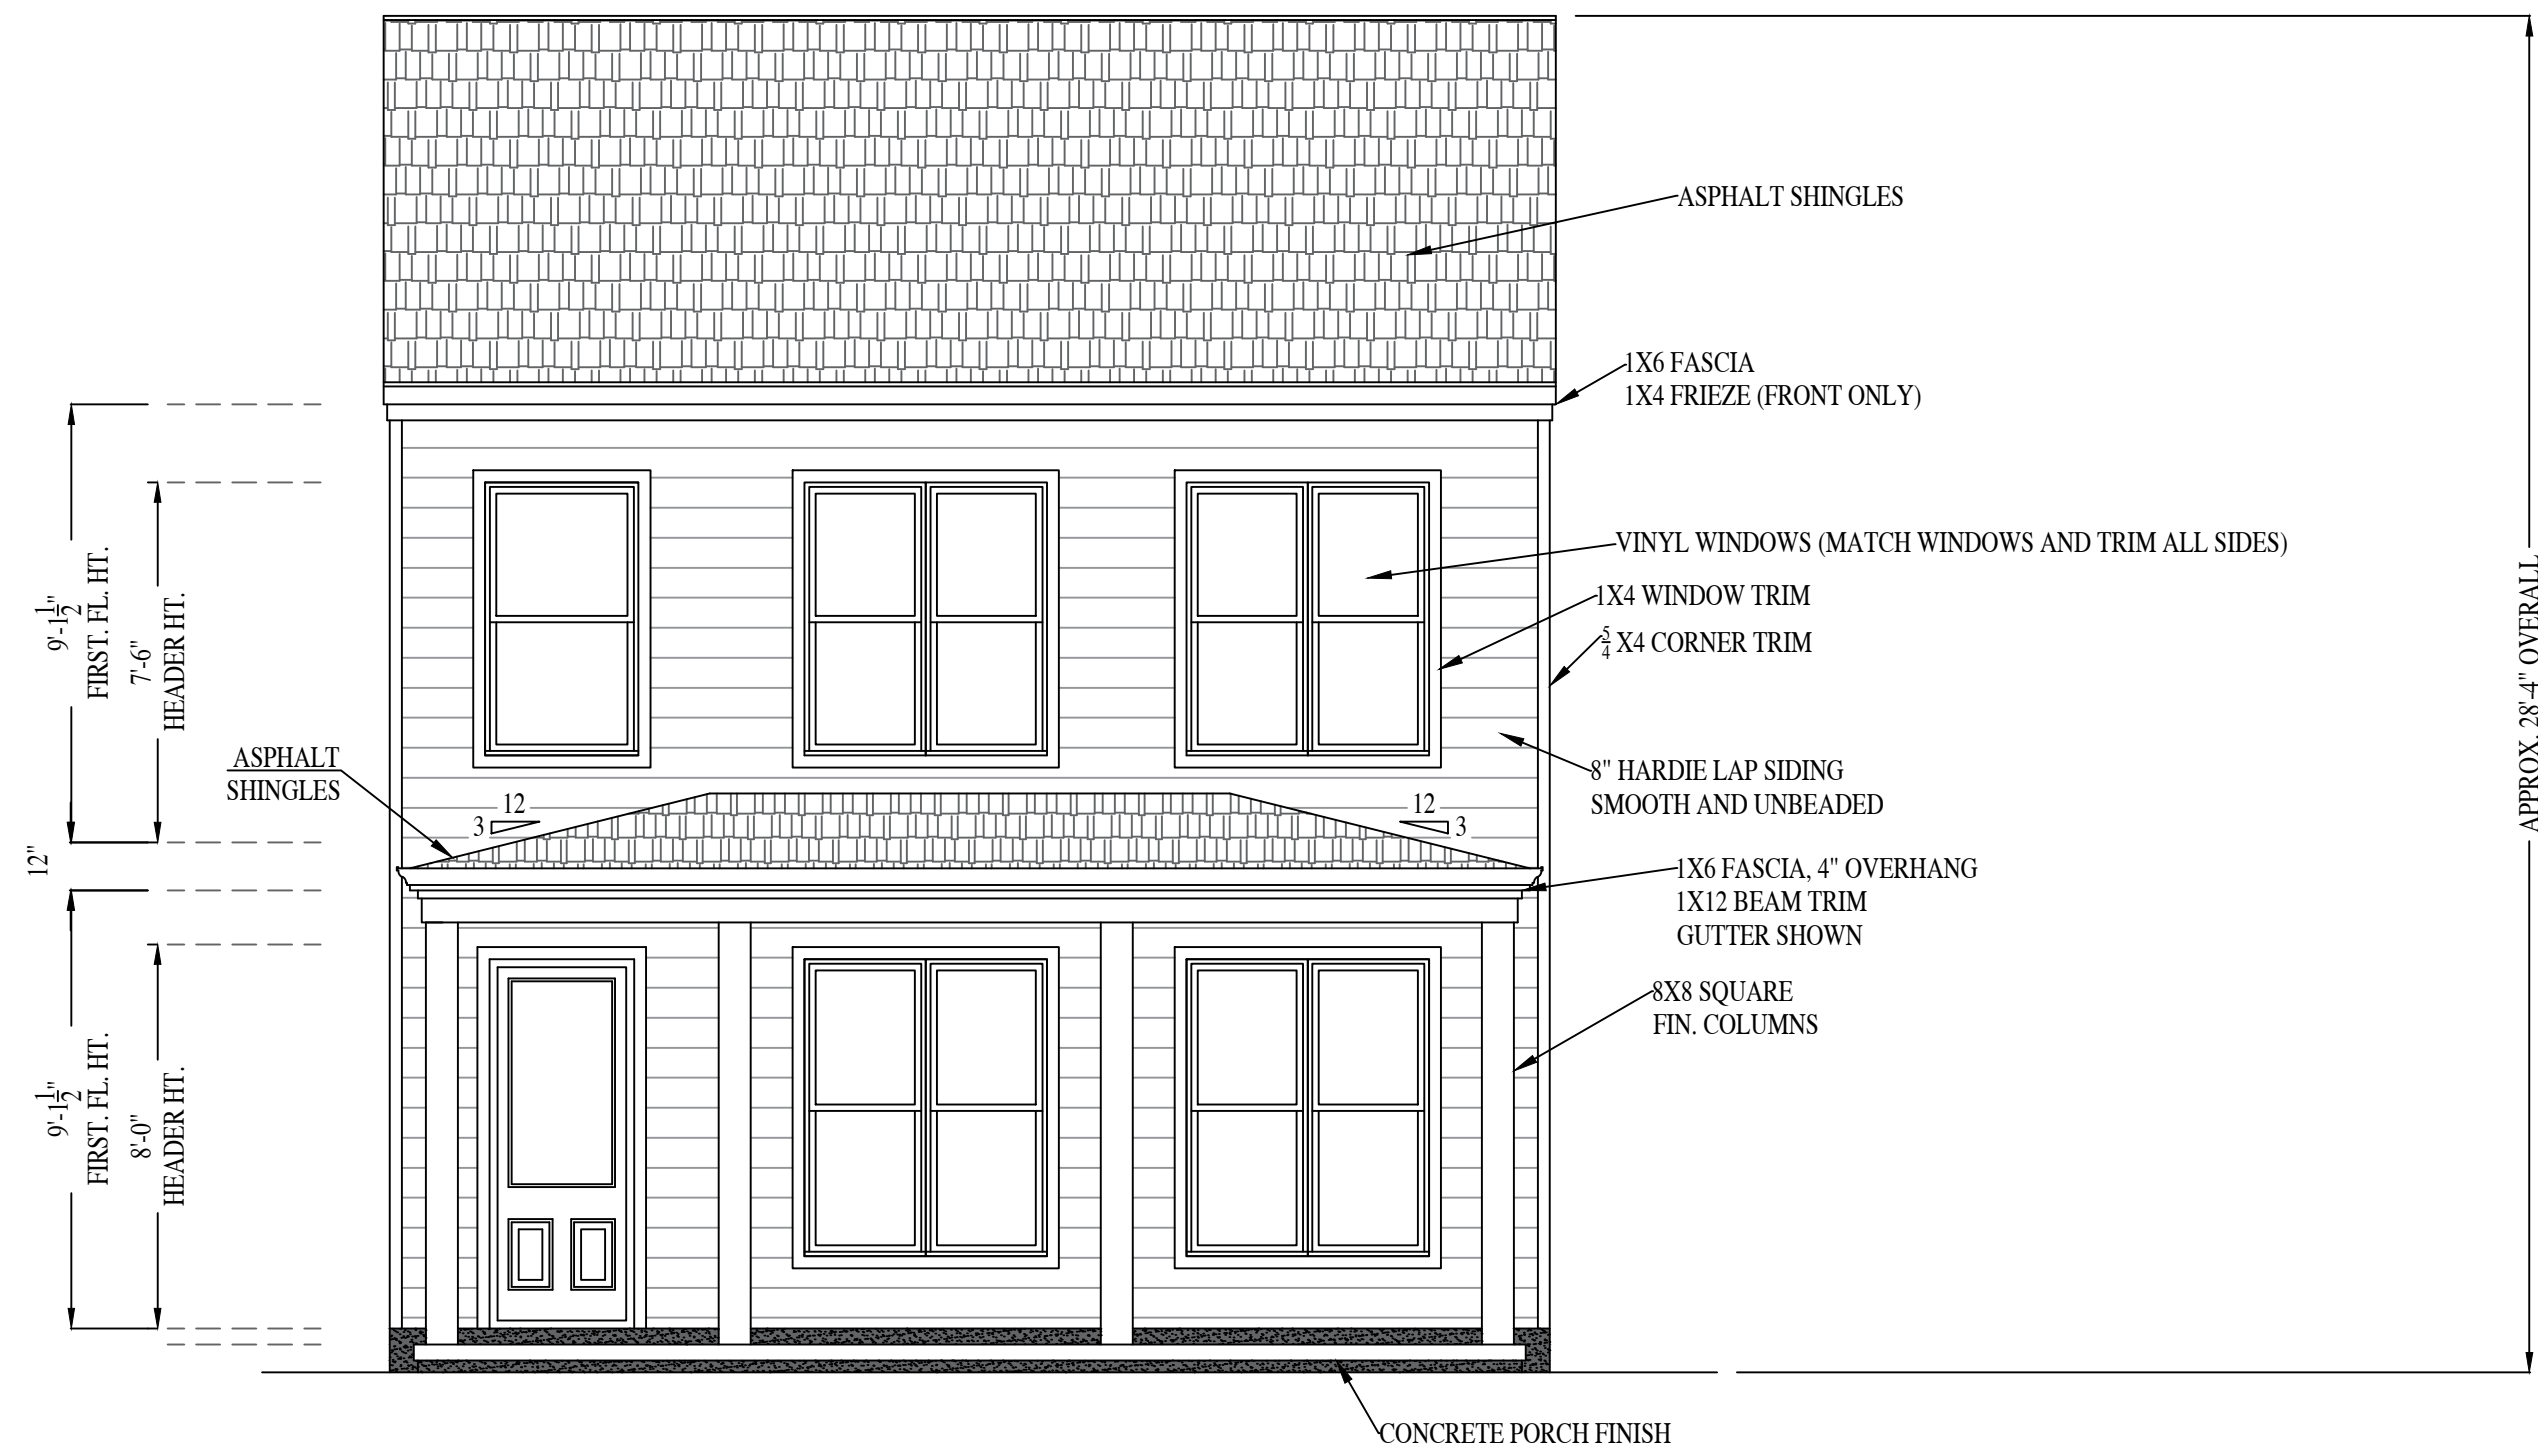 ASPHALT SHINGLES
1X6 FASCIA
1X4 FRIEZE (FRONT ONLY)
VINYL WINDOWS (MATCH WINDOWS AND TRIM ALL SIDES)
1X4 WINDOW TRIM
5/4 X4 CORNER TRIM
8" HARDIE LAP SIDING
SMOOTH AND UNBEADED
1X6 FASCIA, 4" OVERHANG
1X12 BEAM TRIM
GUTTER SHOWN
8X8 SQUARE
FIN. COLUMNS
CONCRETE PORCH FINISH
APPROX. 28'-4" OVERALL
9'-1 1/2"
FIRST. FL. HT.
7'-6"
HEADER HT.
ASPHALT
SHINGLES
12
3
12
3
12"
9'-1 1/2"
FIRST. FL. HT.
8'-0"
HEADER HT.